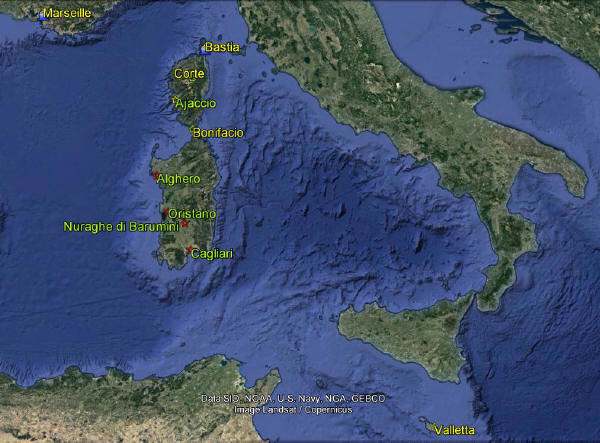 Marseille
Bastia
Corte
Ajaccio
Bonifacio
Alghero
Oristano
Nuraghe di Barumini
Cagliari
Data SIO, NOAA, U.S. Navy, NGA, GEBCO
Image Landsat / Copernicus
Valletta